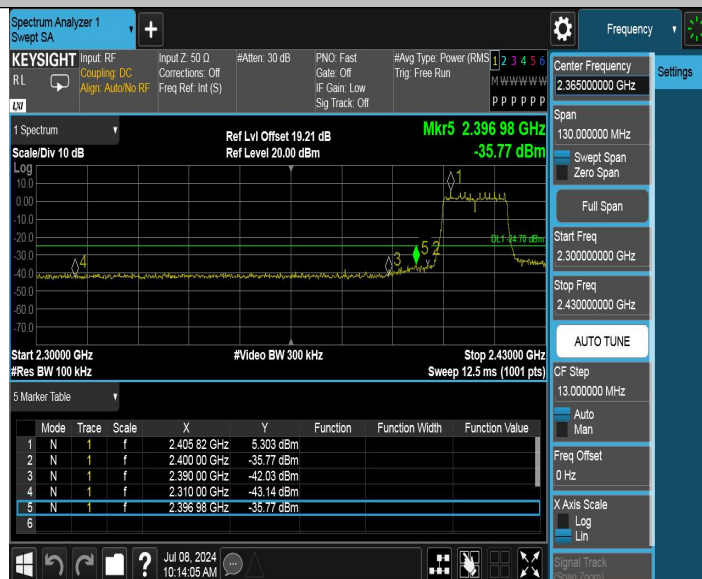 Spectrum Analyzer 1
Swept SA
+
Frequency
KEYSIGHT
RL
LXI
Input: RF
Coupling: DC
Align: Auto/No RF
Input Z: 50 Ω
Corrections: Off
Freq Ref: Int (S)
#Atten: 30 dB
PNO: Fast
Gate: Off
IF Gain: Low
Sig Track: Off
#Avg Type: Power (RMS
Trig: Free Run
1 2 3 4 5 6
M W W W W W
P P P P P P
1 Spectrum
Scale/Div 10 dB
Ref Lvl Offset 19.21 dB
Ref Level 20.00 dBm
Mkr5 2.396 98 GHz
-35.77 dBm
Log
10.0
0.00
-10.0
-20.0
-30.0
-40.0
-50.0
-60.0
-70.0
1
DL1 -24.70 dBm
4
3
5
2
Start 2.30000 GHz
#Res BW 100 kHz
#Video BW 300 kHz
Stop 2.43000 GHz
Sweep 12.5 ms (1001 pts)
5 Marker Table
Mode Trace Scale X Y Function Function Width Function Value
1 N 1 f 2.405 82 GHz 5.303 dBm
2 N 1 f 2.400 00 GHz -35.77 dBm
3 N 1 f 2.390 00 GHz -42.03 dBm
4 N 1 f 2.310 00 GHz -43.14 dBm
5 N 1 f 2.396 98 GHz -35.77 dBm
6
?
Jul 08, 2024
10:14:05 AM
Center Frequency
2.365000000 GHz
Settings
Span
130.000000 MHz
Swept Span
Zero Span
Full Span
Start Freq
2.300000000 GHz
Stop Freq
2.430000000 GHz
AUTO TUNE
CF Step
13.000000 MHz
Auto
Man
Freq Offset
0 Hz
X Axis Scale
Log
Lin
Signal Track
(Span Zoom)